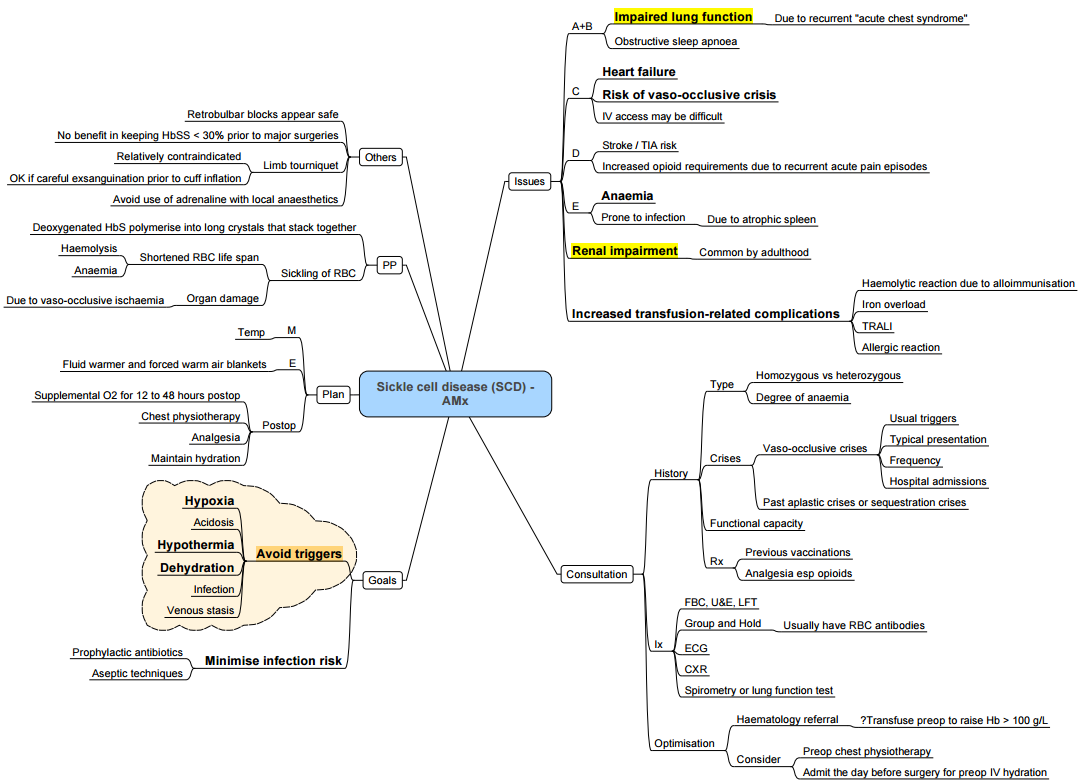 Sickle cell disease (SCD) -
AMx
Issues
A+B
Impaired lung function
Due to recurrent "acute chest syndrome"
Obstructive sleep apnoea
C
Heart failure
Risk of vaso-occlusive crisis
IV access may be difficult
D
Stroke / TIA risk
Increased opioid requirements due to recurrent acute pain episodes
E
Anaemia
Prone to infection
Due to atrophic spleen
Renal impairment
Common by adulthood
Increased transfusion-related complications
Haemolytic reaction due to alloimmunisation
Iron overload
TRALI
Allergic reaction
Consultation
History
Type
Homozygous vs heterozygous
Degree of anaemia
Crises
Vaso-occlusive crises
Usual triggers
Typical presentation
Frequency
Hospital admissions
Past aplastic crises or sequestration crises
Functional capacity
Rx
Previous vaccinations
Analgesia esp opioids
Ix
FBC, U&E, LFT
Group and Hold
Usually have RBC antibodies
ECG
CXR
Spirometry or lung function test
Optimisation
Haematology referral
?Transfuse preop to raise Hb > 100 g/L
Consider
Preop chest physiotherapy
Admit the day before surgery for preop IV hydration
Others
Retrobulbar blocks appear safe
No benefit in keeping HbSS < 30% prior to major surgeries
Limb tourniquet
Relatively contraindicated
OK if careful exsanguination prior to cuff inflation
Avoid use of adrenaline with local anaesthetics
PP
Deoxygenated HbS polymerise into long crystals that stack together
Sickling of RBC
Shortened RBC life span
Haemolysis
Anaemia
Organ damage
Due to vaso-occlusive ischaemia
Plan
M
Temp
E
Fluid warmer and forced warm air blankets
Postop
Supplemental O2 for 12 to 48 hours postop
Chest physiotherapy
Analgesia
Maintain hydration
Goals
Avoid triggers
Hypoxia
Acidosis
Hypothermia
Dehydration
Infection
Venous stasis
Minimise infection risk
Prophylactic antibiotics
Aseptic techniques